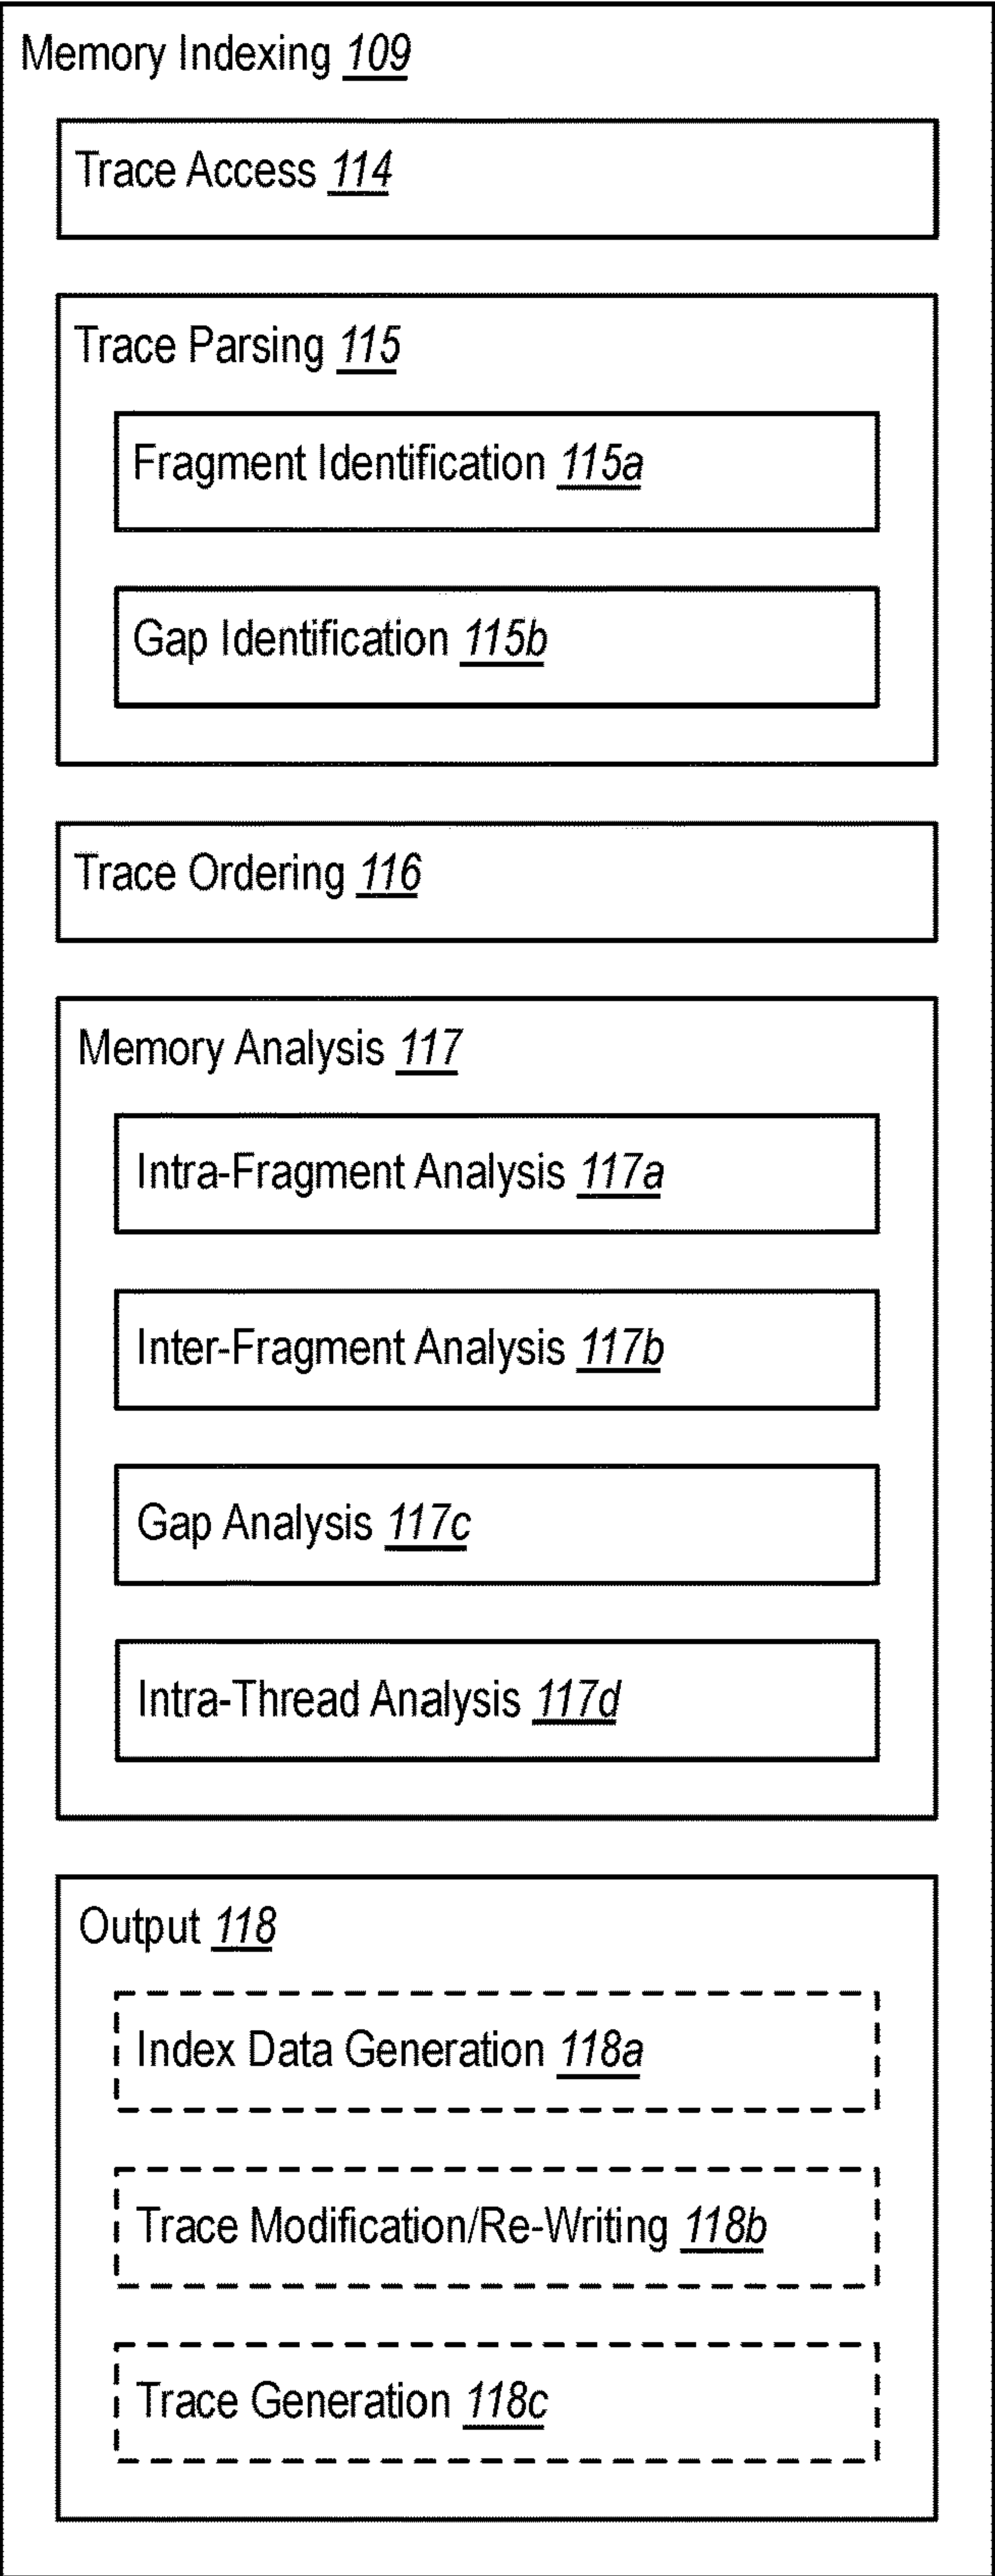 Memory Indexing 109
Trace Access 114
Trace Parsing 115
Fragment Identification 115a
Gap Identification 115b
Trace Ordering 116
Memory Analysis 117
Intra-Fragment Analysis 117a
Inter-Fragment Analysis 117b
Gap Analysis 117c
Intra-Thread Analysis 117d
Output 118
Index Data Generation 118a
Trace Modification/Re-Writing 118b
Trace Generation 118c